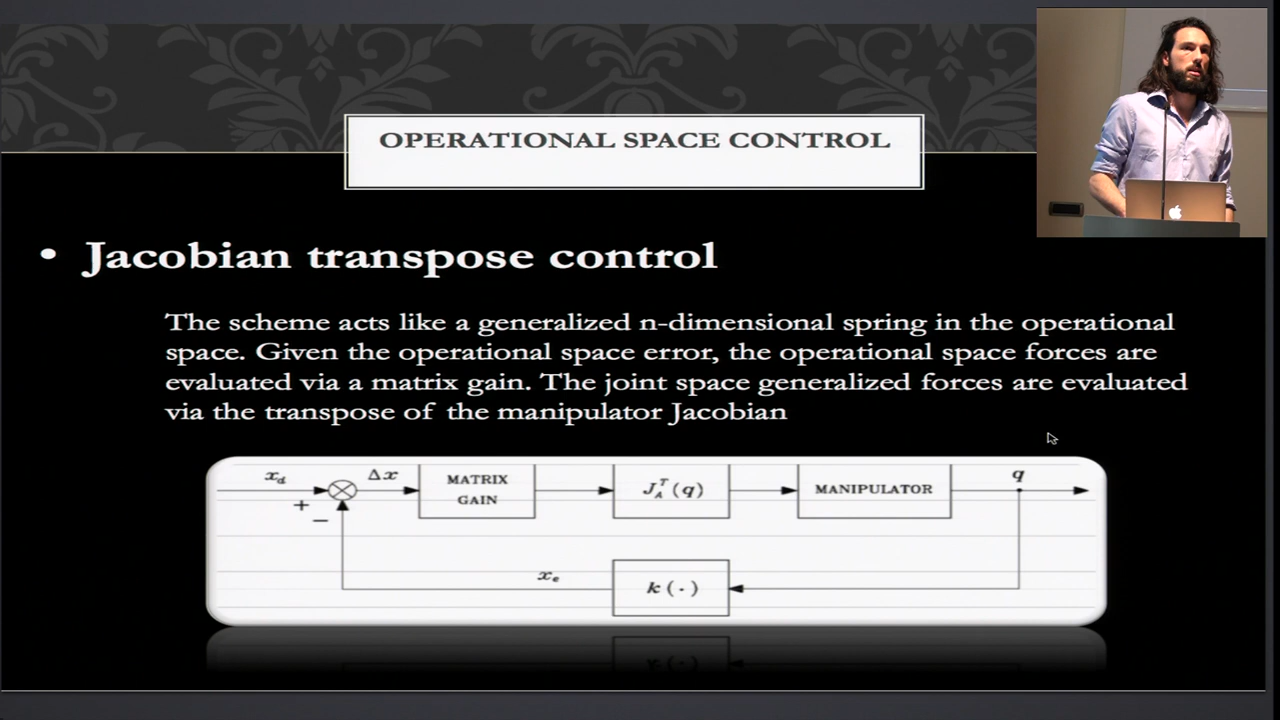 OPERATIONAL SPACE CONTROL
• Jacobian transpose control
The scheme acts like a generalized n-dimensional spring in the operational
space. Given the operational space error, the operational space forces are
evaluated via a matrix gain. The joint space generalized forces are evaluated
via the transpose of the manipulator Jacobian
x_d
Δx
MATRIX
GAIN
J_A^T(q)
MANIPULATOR
q
+
−
x_e
k(·)